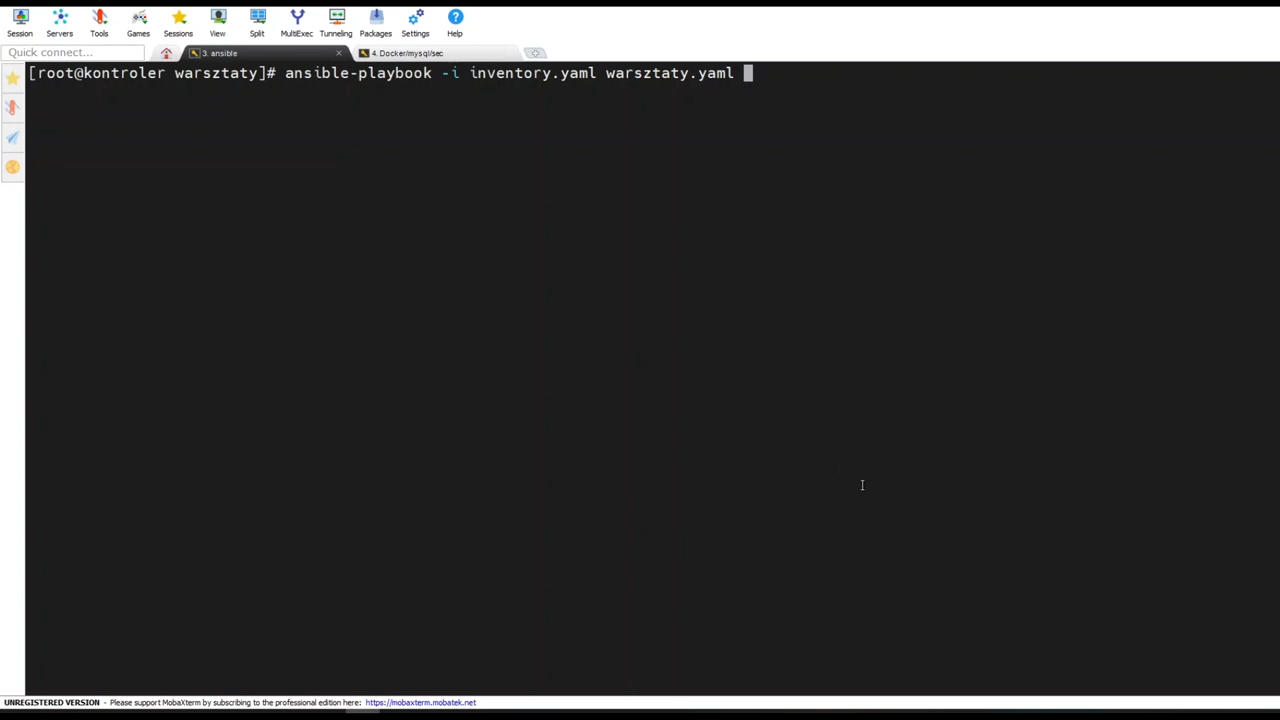 Session Servers Tools Games Sessions View Split MultiExec Tunneling Packages Settings Help
Quick connect... 3. ansible 4. Docker/mysql/sec
[root@kontroler warsztaty]# ansible-playbook -i inventory.yaml warsztaty.yaml
UNREGISTERED VERSION - Please support MobaXterm by subscribing to the professional edition here: https://mobaxterm.mobatek.net